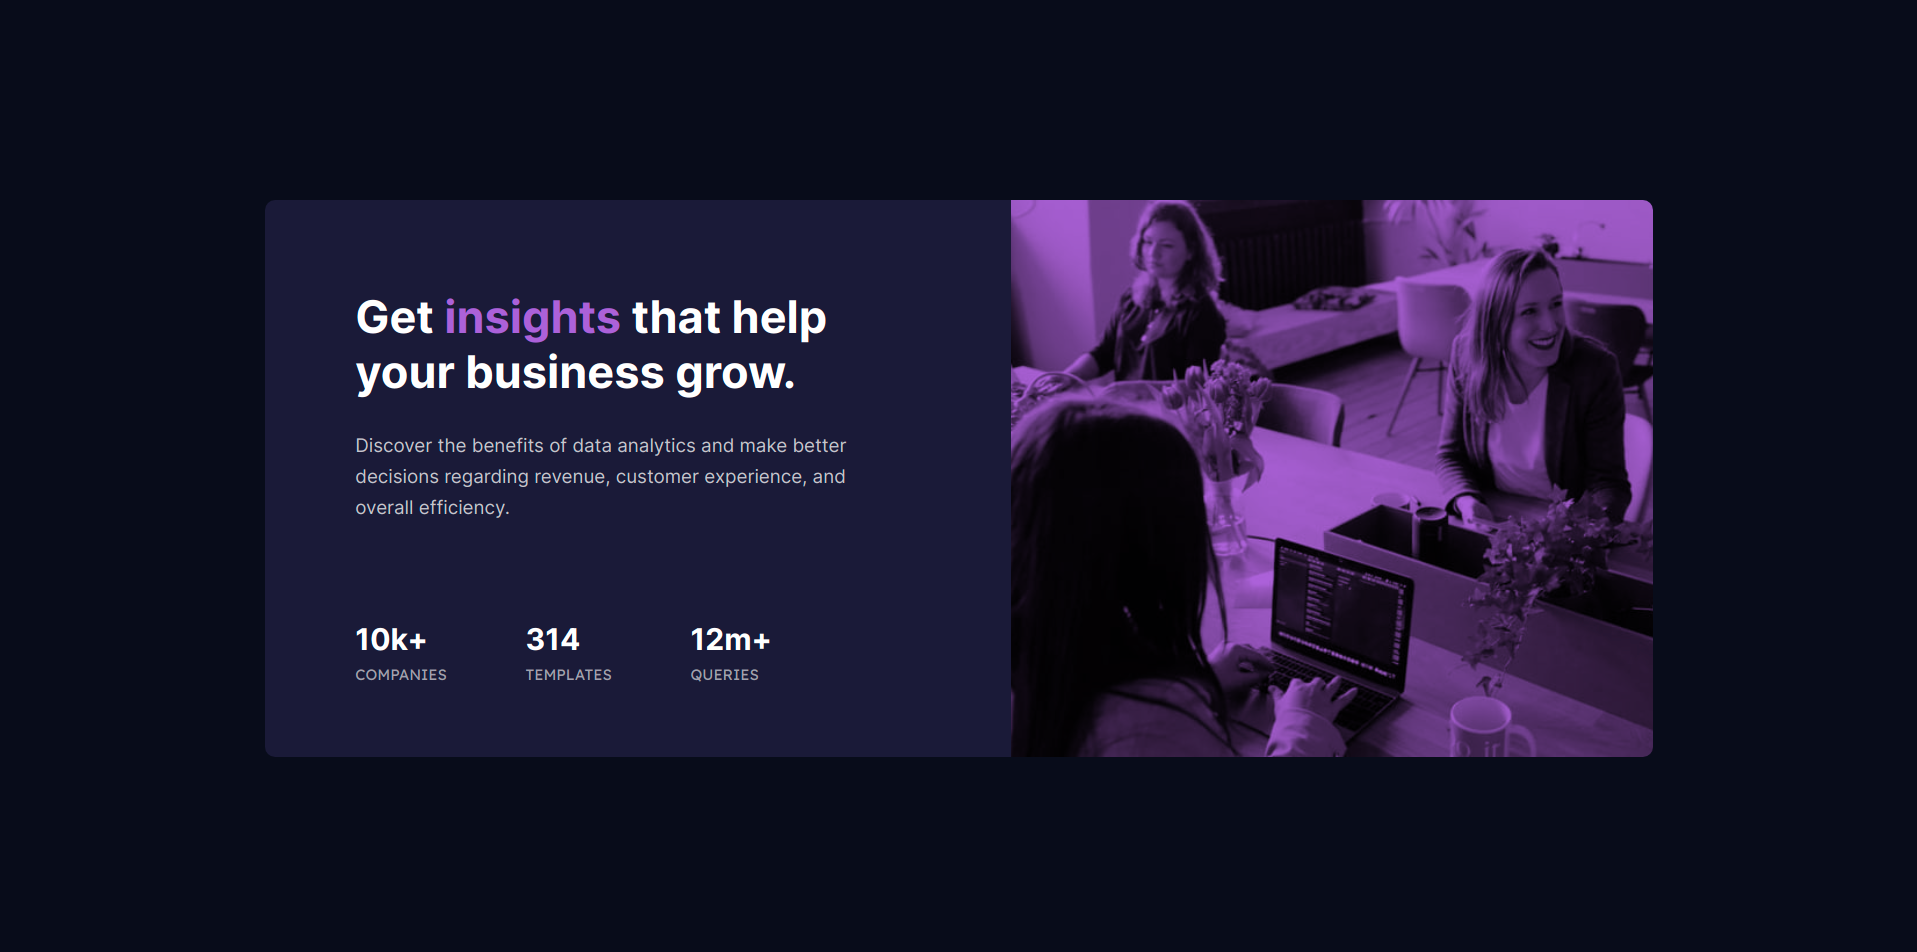 Get insights that help
your business grow.
Discover the benefits of data analytics and make better
decisions regarding revenue, customer experience, and
overall efficiency.
10k+ 314 12m+
COMPANIES TEMPLATES QUERIES